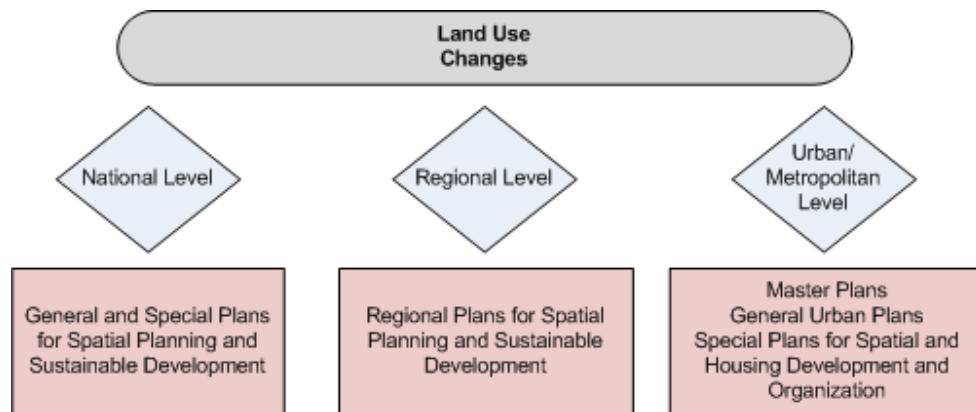 Land Use
Changes
National Level
Regional Level
Urban/
Metropolitan
Level
General and Special Plans
for Spatial Planning and
Sustainable Development
Regional Plans for Spatial
Planning and Sustainable
Development
Master Plans
General Urban Plans
Special Plans for Spatial and
Housing Development and
Organization